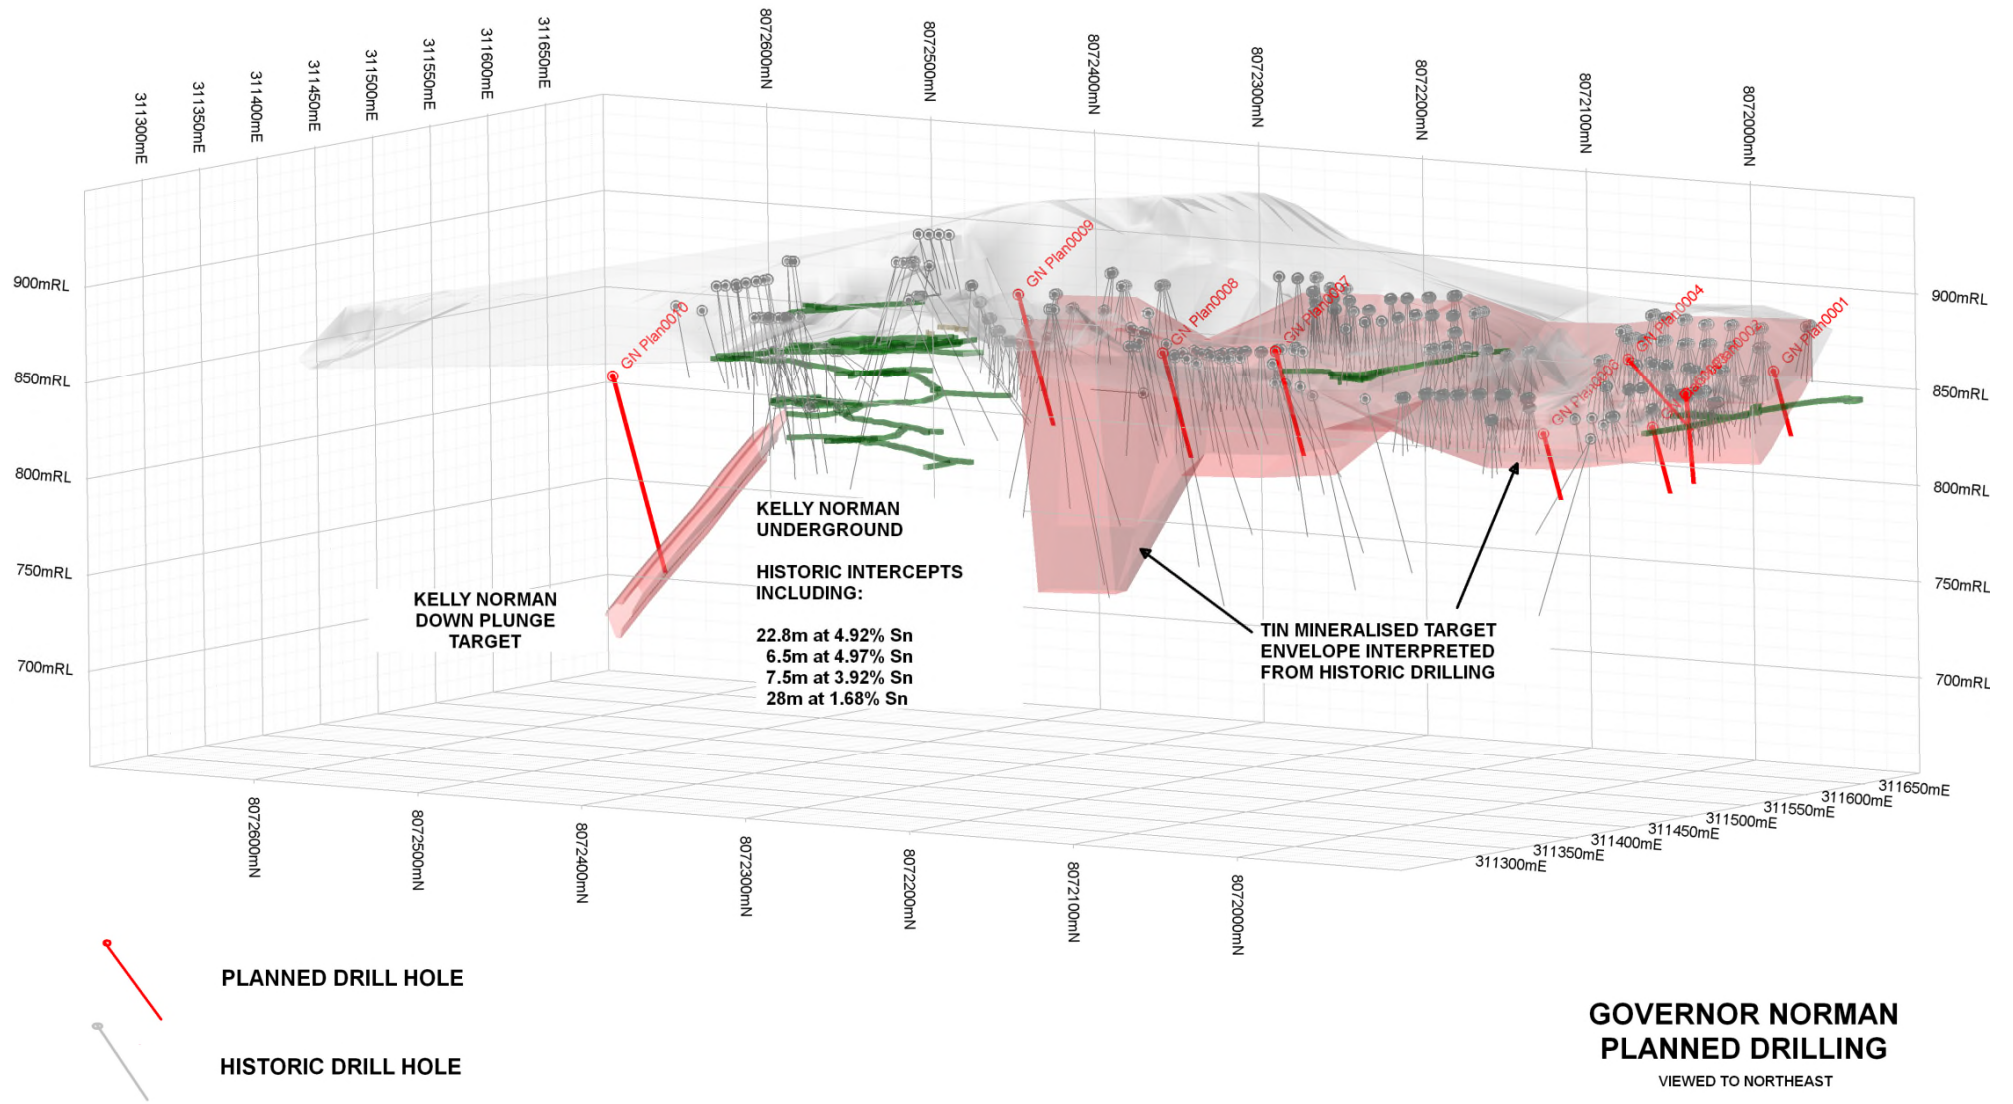 311300mE
311350mE
311400mE
311450mE
311500mE
311550mE
311600mE
311650mE
8072600mN
8072500mN
8072400mN
8072300mN
8072200mN
8072100mN
8072000mN
900mRL
850mRL
800mRL
750mRL
700mRL
900mRL
850mRL
800mRL
750mRL
700mRL
GN Plan0010
GN Plan0009
GN Plan0008
GN Plan0007
GN Plan0006
GN Plan0004
GN Plan0001
KELLY NORMAN
DOWN PLUNGE
TARGET
KELLY NORMAN
UNDERGROUND
HISTORIC INTERCEPTS
INCLUDING:
22.8m at 4.92% Sn
6.5m at 4.97% Sn
7.5m at 3.92% Sn
28m at 1.68% Sn
TIN MINERALISED TARGET
ENVELOPE INTERPRETED
FROM HISTORIC DRILLING
8072600mN
8072500mN
8072400mN
8072300mN
8072200mN
8072100mN
8072000mN
311300mE
311350mE
311400mE
311450mE
311500mE
311550mE
311600mE
311650mE
PLANNED DRILL HOLE
HISTORIC DRILL HOLE
GOVERNOR NORMAN
PLANNED DRILLING
VIEWED TO NORTHEAST